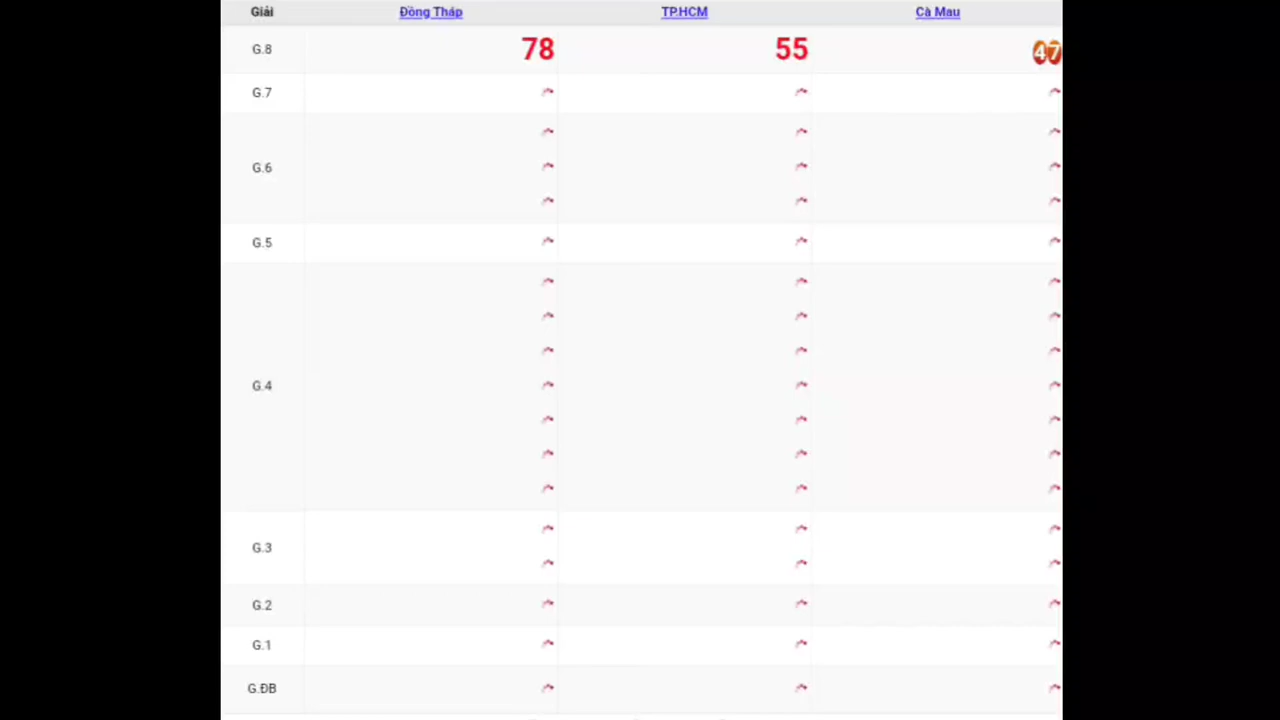 Giải Đồng Tháp TP.HCM Cà Mau
G.8 78 55 47
G.7
G.6
G.5
G.4
G.3
G.2
G.1
G.ĐB